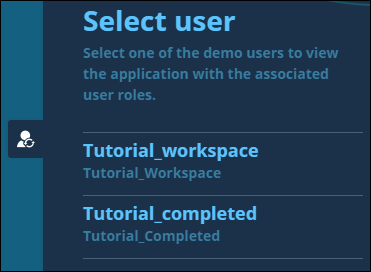 Select user
Select one of the demo users to view
the application with the associated
user roles.
Tutorial_workspace
Tutorial_Workspace
Tutorial_completed
Tutorial_Completed